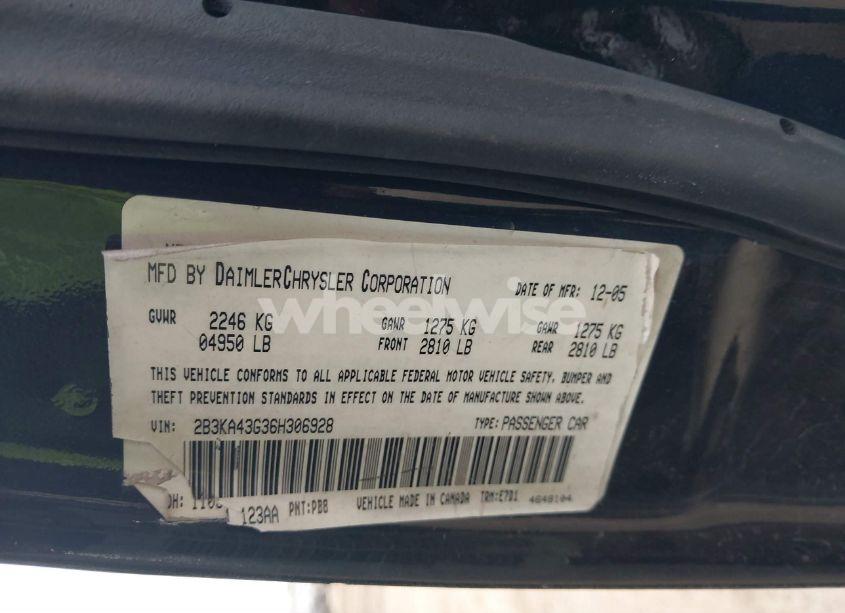 MFD BY DAIMLERCHRYSLER CORPORATION DATE OF MFR: 12-05
GVWR 2246 KG GAWR 1275 KG GAWR 1275 KG
04950 LB FRONT 2810 LB REAR 2810 LB
wheelwise
THIS VEHICLE CONFORMS TO ALL APPLICABLE FEDERAL MOTOR VEHICLE SAFETY, BUMPER AND
THEFT PREVENTION STANDARDS IN EFFECT ON THE DATE OF MANUFACTURE SHOWN ABOVE.
VIN: 2B3KA43G36H306928 TYPE: PASSENGER CAR
PNT:PBB VEHICLE MADE IN CANADA TRM:E7D1 4648104
123AA